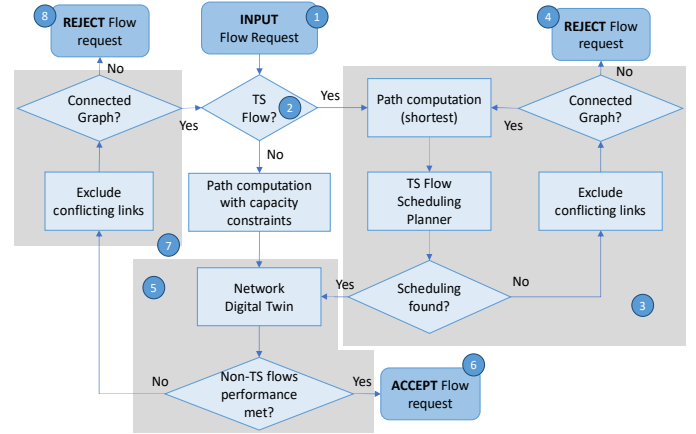 8
REJECT Flow
request
INPUT
Flow Request
1
4
REJECT Flow
request
No
Connected
Graph?
Yes
TS
Flow?
2
Yes
No
Path computation
(shortest)
Yes
No
Connected
Graph?
Exclude
conflicting links
Path computation
with capacity
constraints
TS Flow
Scheduling
Planner
Exclude
conflicting links
7
5
Network
Digital Twin
Yes
Scheduling
found?
No
3
No
Non-TS flows
performance
met?
Yes
6
ACCEPT Flow
request